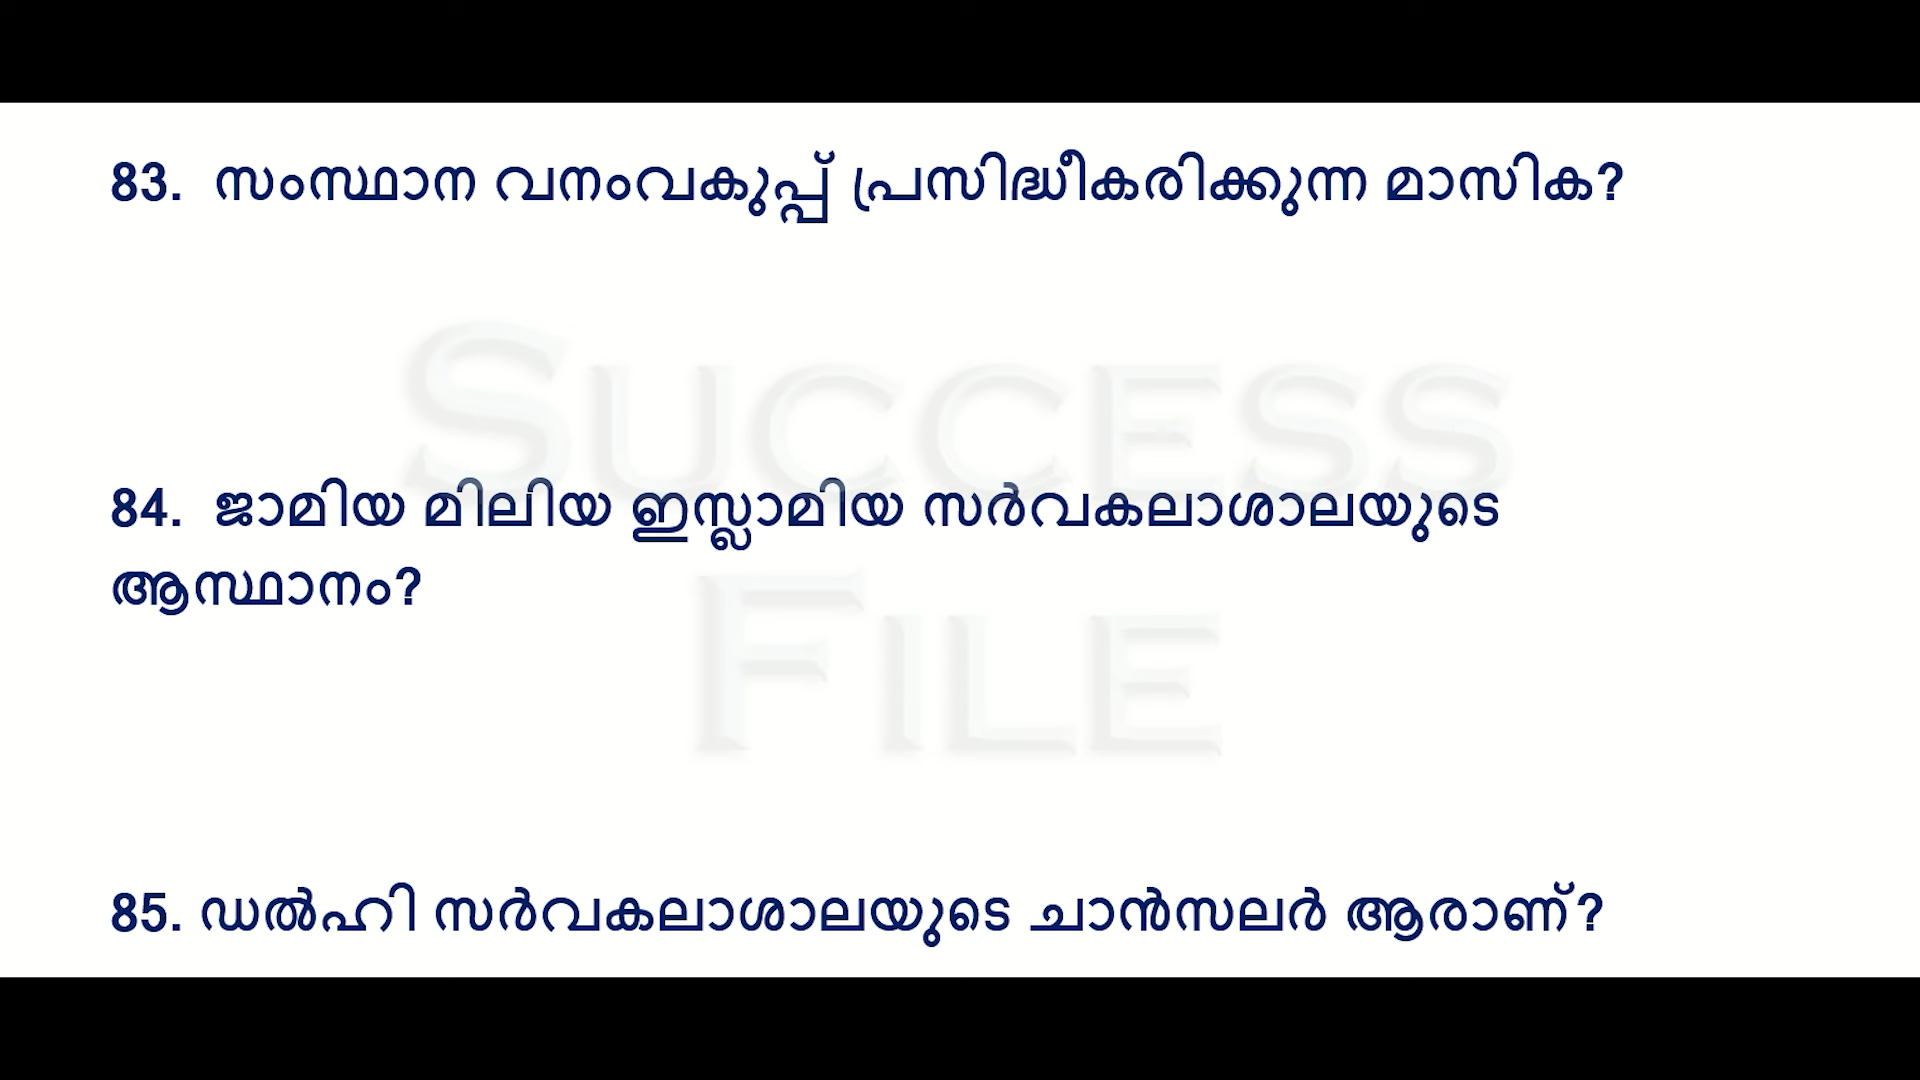 83. സംസ്ഥാന വനംവകുപ്പ് പ്രസിദ്ധീകരിക്കുന്ന മാസിക?
SUCCESS
84. ജാമിയ മിലിയ ഇസ്ലാമിയ സർവകലാശാലയുടെ
ആസ്ഥാനം?
FILE
85. ഡൽഹി സർവകലാശാലയുടെ ചാൻസലർ ആരാണ്?